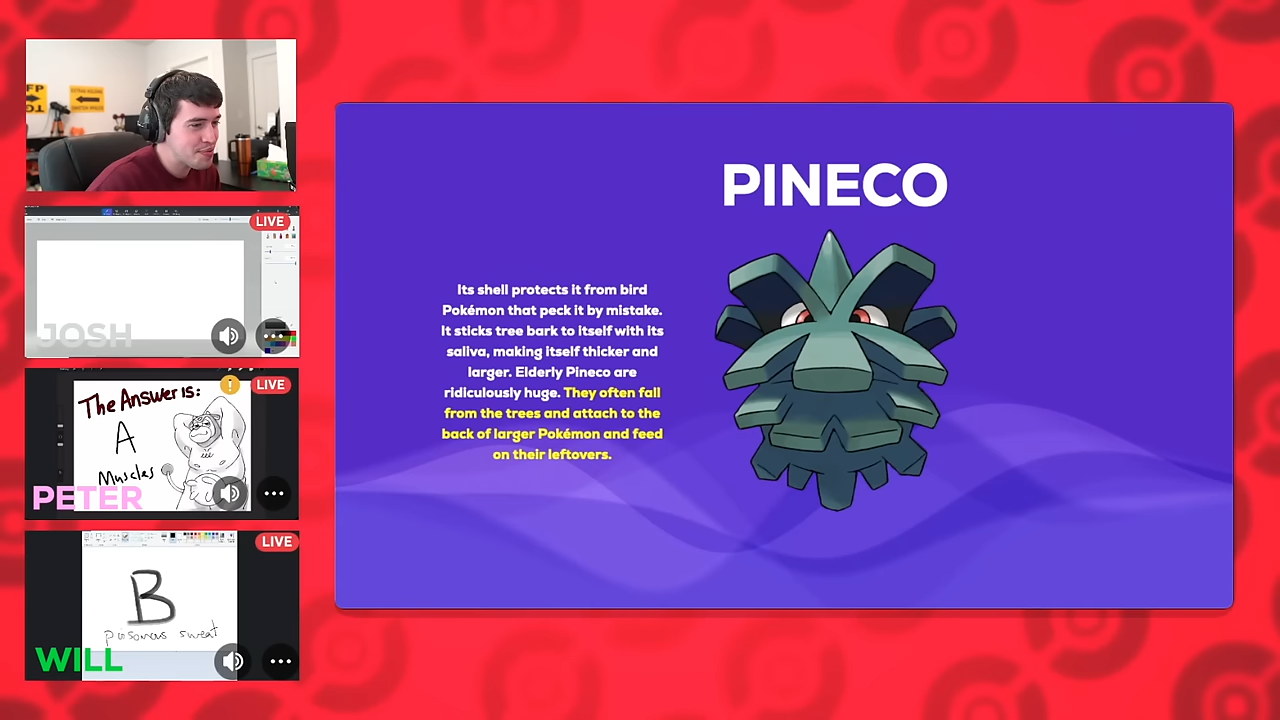 LIVE
JOSH
The Answer is:
A
Muscles
LIVE
PETER
LIVE
B
poisonous sweat
WILL
PINECO
Its shell protects it from bird
Pokémon that peck it by mistake.
It sticks tree bark to itself with its
saliva, making itself thicker and
larger. Elderly Pineco are
ridiculously huge. They often fall
from the trees and attach to the
back of larger Pokémon and feed
on their leftovers.